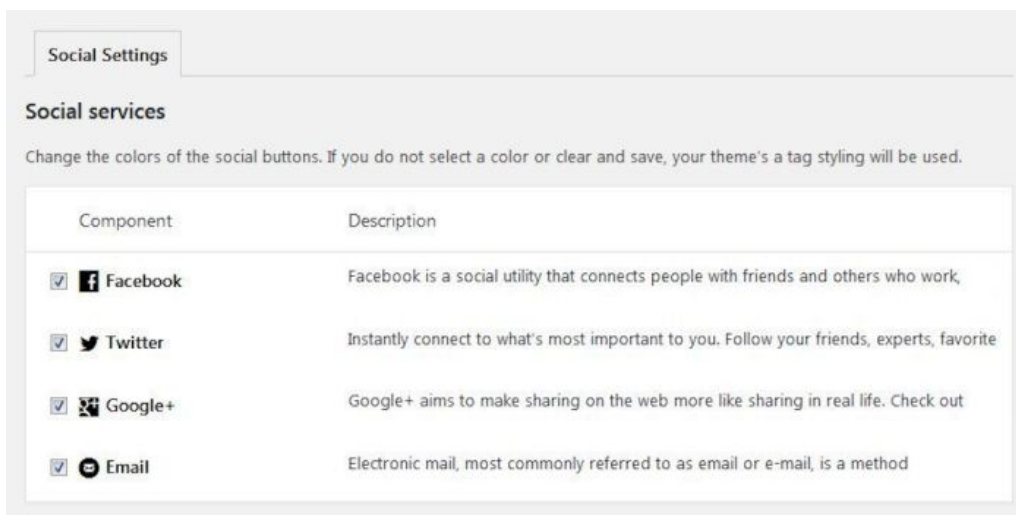 Social Settings
Social services
Change the colors of the social buttons. If you do not select a color or clear and save, your theme's a tag styling will be used.
Component Description
Facebook Facebook is a social utility that connects people with friends and others who work,
Twitter Instantly connect to what's most important to you. Follow your friends, experts, favorite
Google+ Google+ aims to make sharing on the web more like sharing in real life. Check out
Email Electronic mail, most commonly referred to as email or e-mail, is a method